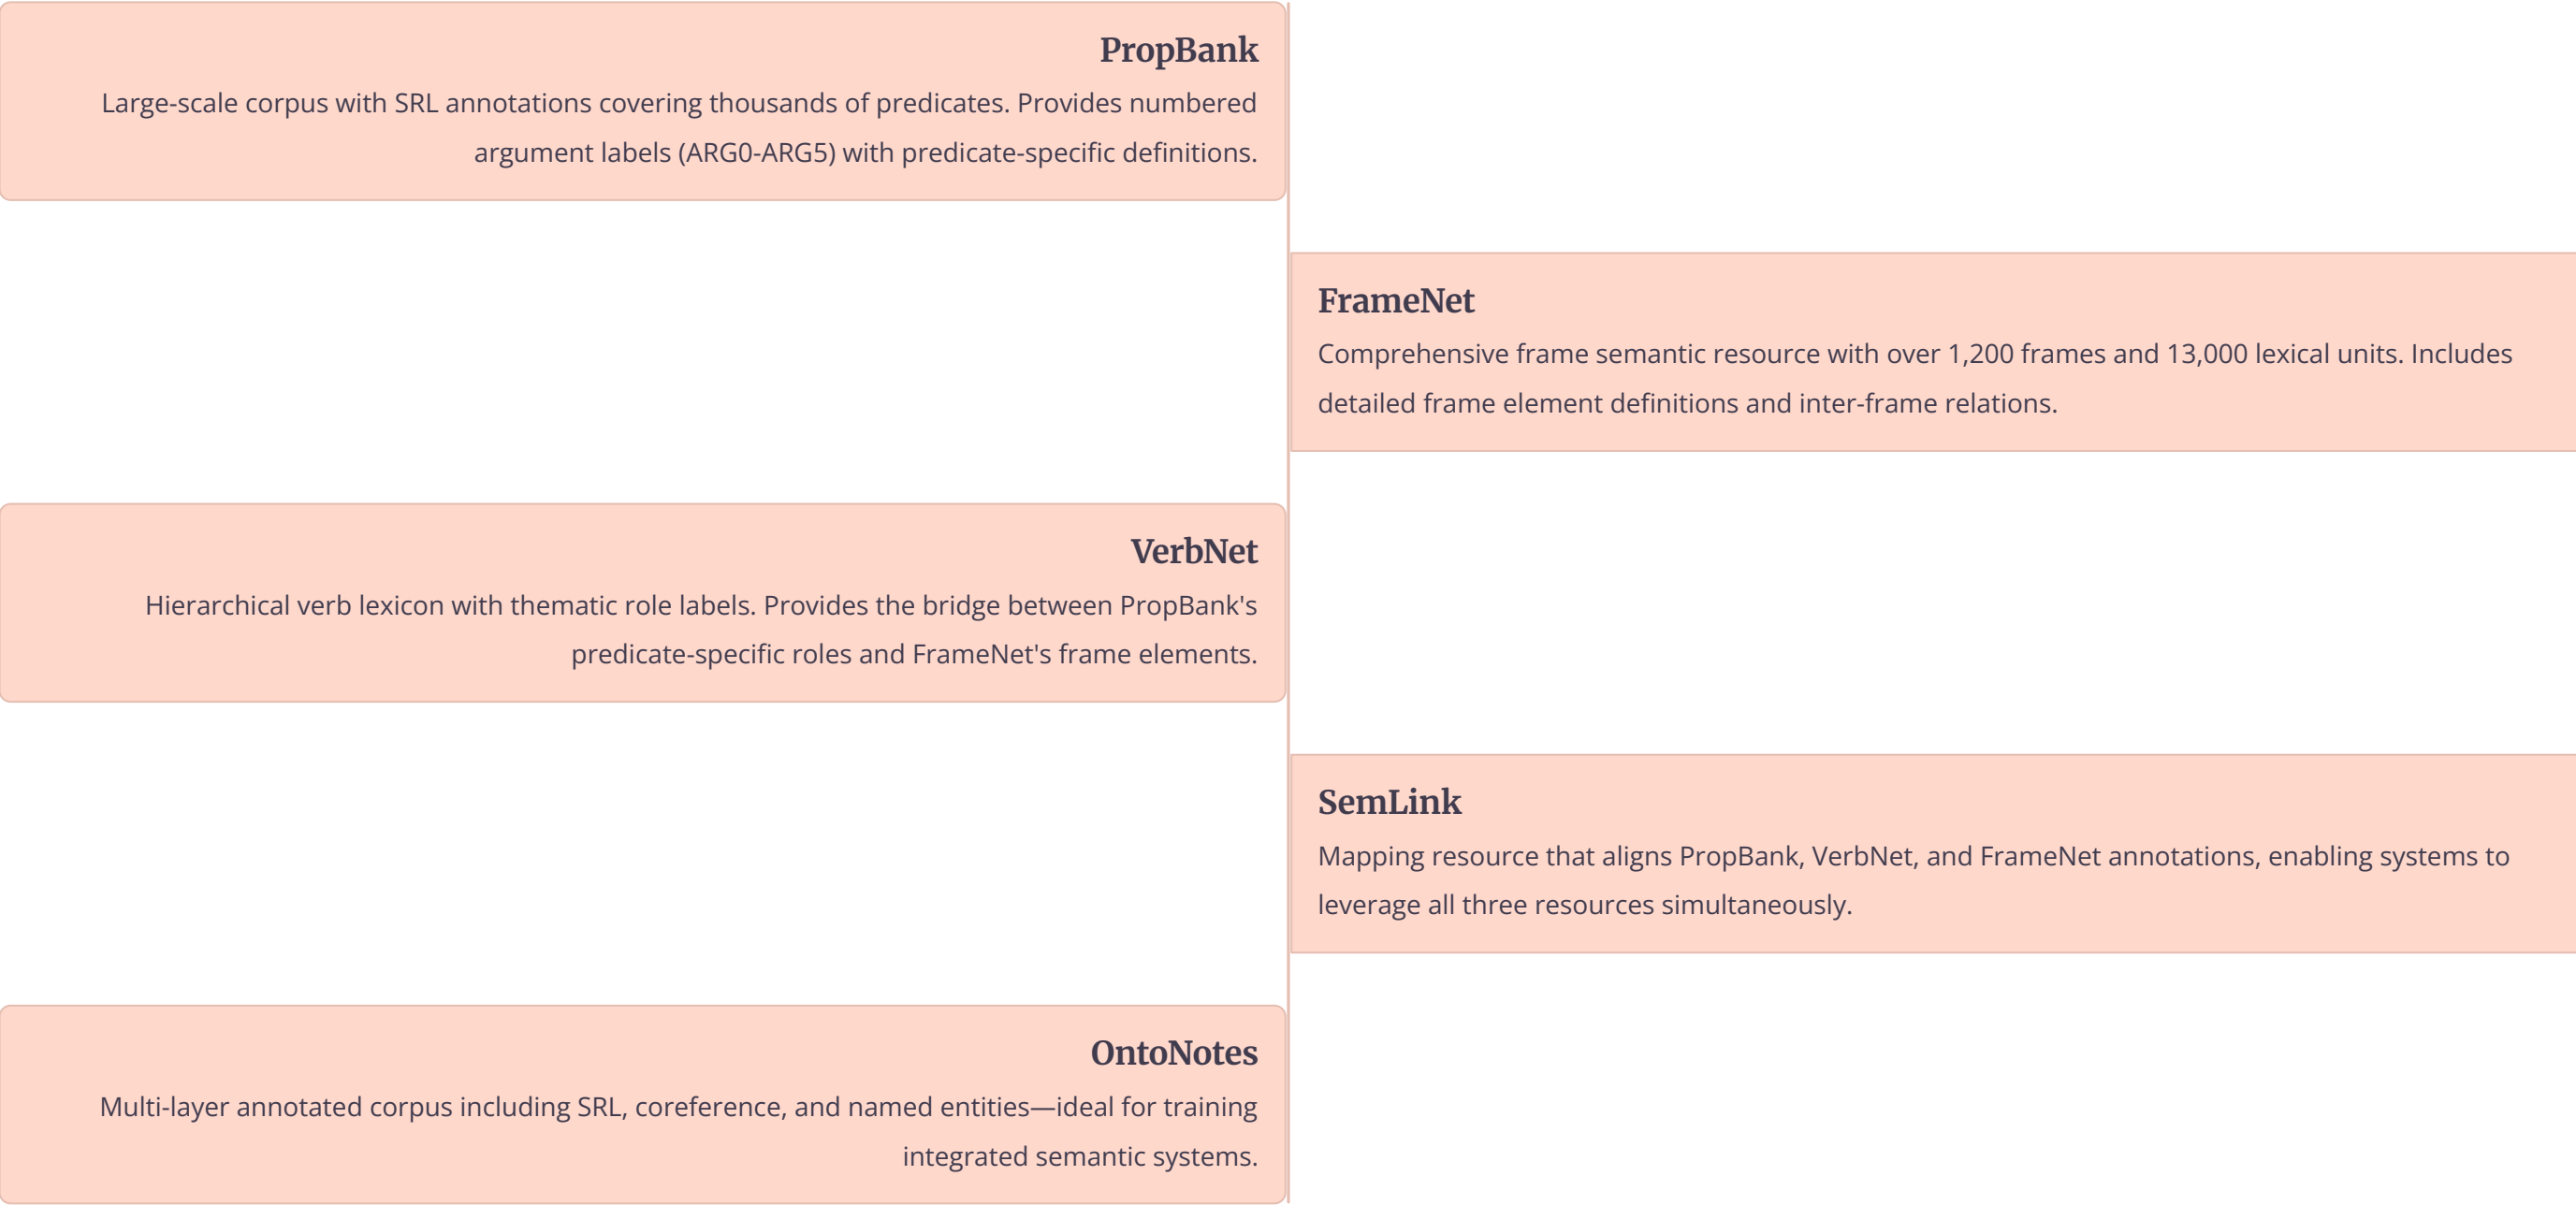 PropBank
Large-scale corpus with SRL annotations covering thousands of predicates. Provides numbered
argument labels (ARG0-ARG5) with predicate-specific definitions.
FrameNet
Comprehensive frame semantic resource with over 1,200 frames and 13,000 lexical units. Includes
detailed frame element definitions and inter-frame relations.
VerbNet
Hierarchical verb lexicon with thematic role labels. Provides the bridge between PropBank's
predicate-specific roles and FrameNet's frame elements.
SemLink
Mapping resource that aligns PropBank, VerbNet, and FrameNet annotations, enabling systems to
leverage all three resources simultaneously.
OntoNotes
Multi-layer annotated corpus including SRL, coreference, and named entities—ideal for training
integrated semantic systems.